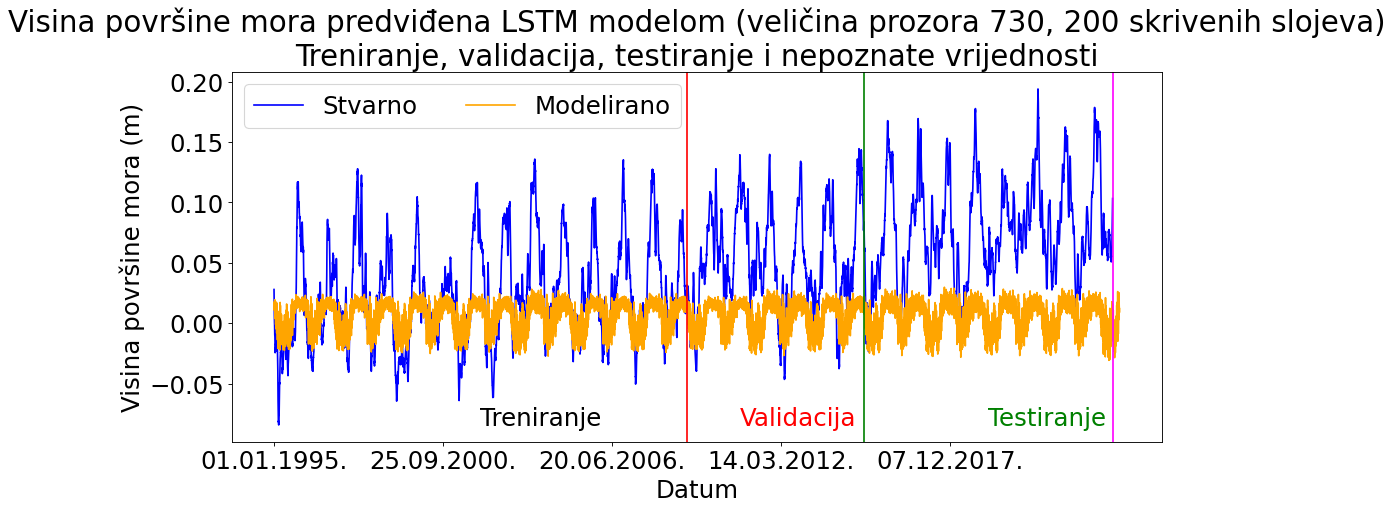 Visina površine mora predviđena LSTM modelom (veličina prozora 730, 200 skrivenih slojeva)
Treniranje, validacija, testiranje i nepoznate vrijednosti
Stvarno
Modelirano
Visina površine mora (m)
0.20
0.15
0.10
0.05
0.00
−0.05
Treniranje
Validacija
Testiranje
01.01.1995.
25.09.2000.
20.06.2006.
14.03.2012.
07.12.2017.
Datum